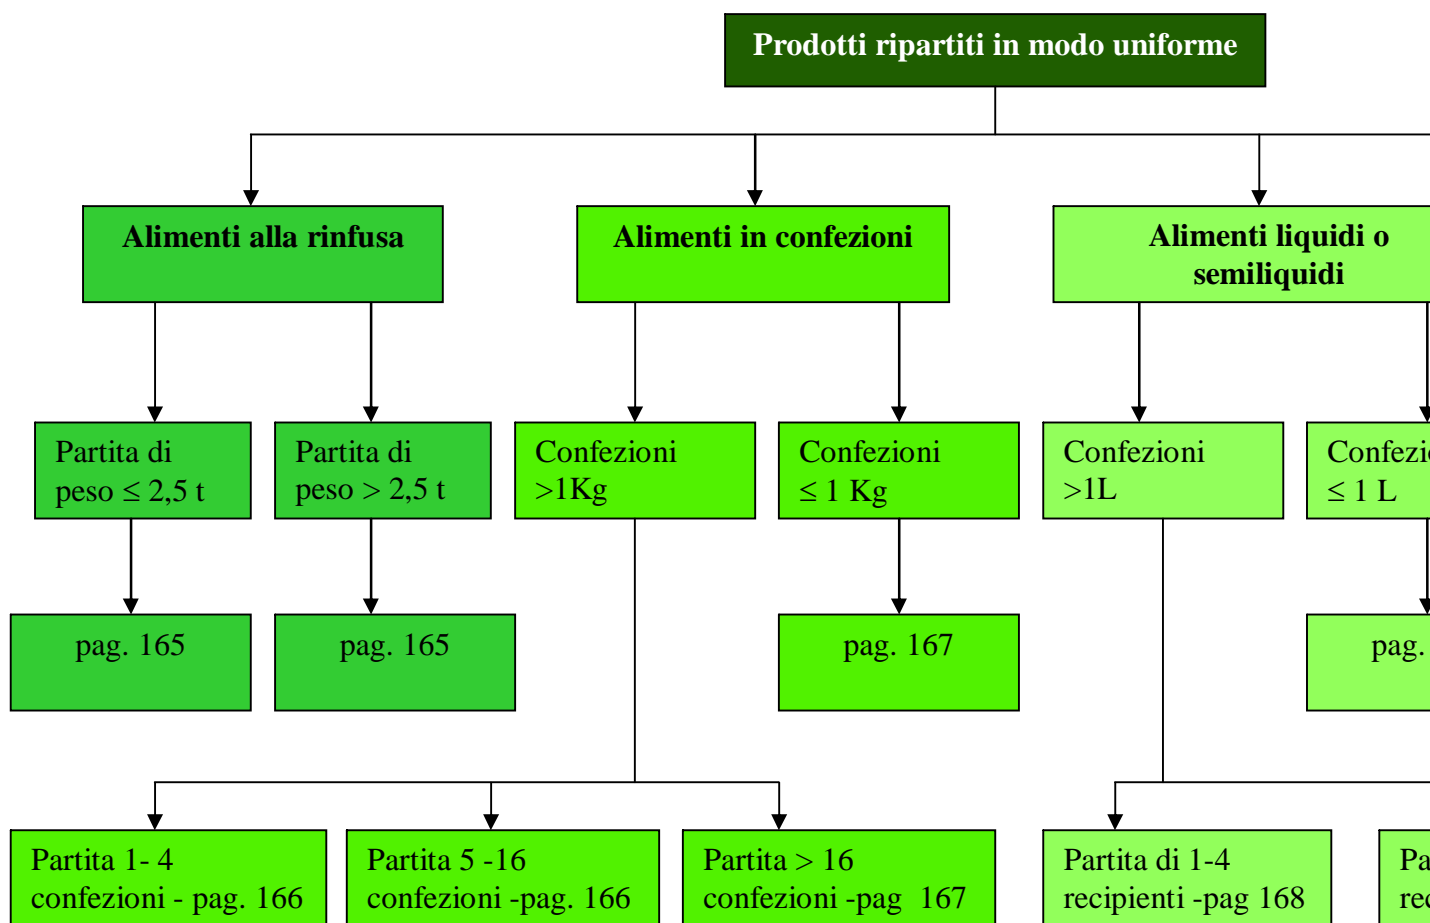 Prodotti ripartiti in modo uniforme
Alimenti alla rinfusa
Alimenti in confezioni
Alimenti liquidi o
semiliquidi
Partita di
peso ≤ 2,5 t
Partita di
peso > 2,5 t
Confezioni
>1Kg
Confezioni
≤ 1 Kg
Confezioni
>1L
≤ 1 L
pag. 165
pag. 165
pag. 167
pag.
Partita 1- 4
confezioni - pag. 166
Partita 5 -16
confezioni -pag. 166
Partita > 16
confezioni -pag  167
Partita di 1-4
recipienti -pag 168